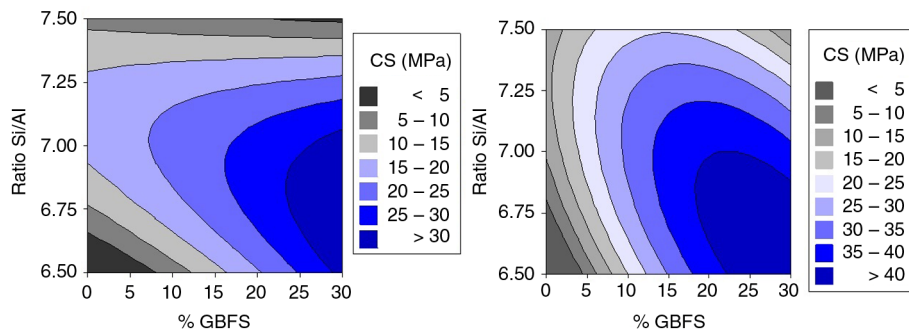 7.50
7.25
7.00
6.75
6.50
Ratio Si/Al
0 5 10 15 20 25 30
% GBFS
CS (MPa)
< 5
5 – 10
10 – 15
15 – 20
20 – 25
25 – 30
> 30
7.50
7.25
7.00
6.75
6.50
Ratio Si/Al
0 5 10 15 20 25 30
% GBFS
CS (MPa)
< 5
5 – 10
10 – 15
15 – 20
20 – 25
25 – 30
30 – 35
35 – 40
> 40